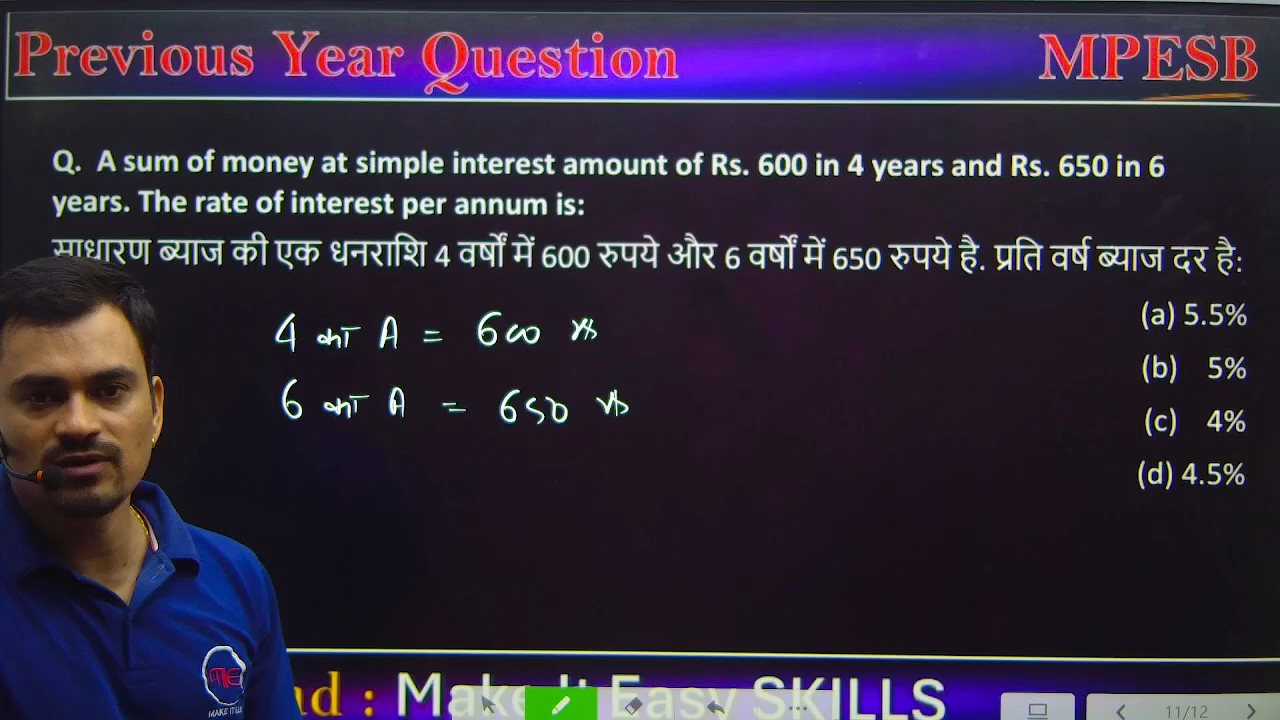 Previous Year Question MPESB
Q. A sum of money at simple interest amount of Rs. 600 in 4 years and Rs. 650 in 6
years. The rate of interest per annum is:
साधारण ब्याज की एक धनराशि 4 वर्षों में 600 रुपये और 6 वर्षों में 650 रुपये है. प्रति वर्ष ब्याज दर है:
(a) 5.5%
4 का A = 600 रु
(b) 5%
6 का A = 650 रु
(c) 4%
(d) 4.5%
: Make It Easy SKILLS
11/12